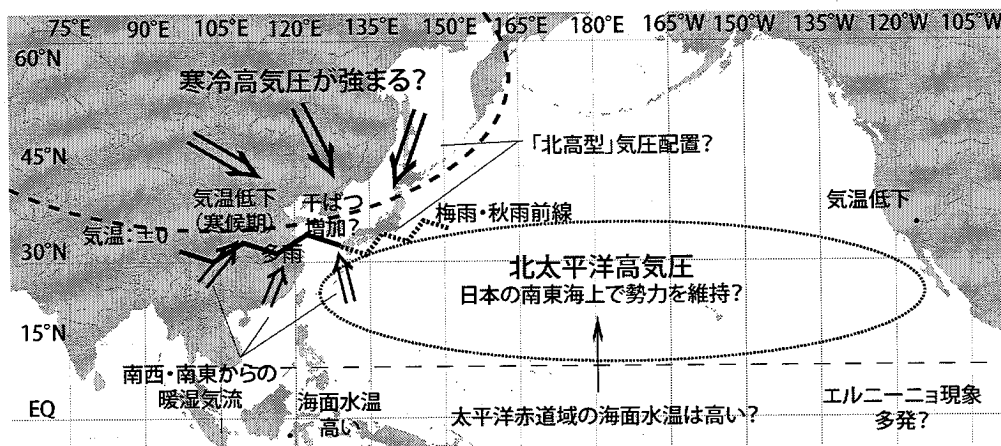 75°E 90°E 105°E 120°E 135°E 150°E 165°E 180°E 165°W 150°W 135°W 120°W 105°W
60°N
寒冷高気圧が強まる?
「北高型」気圧配置?
45°N
気温低下
(寒候期)
干ばつ
増加?
気温低下
梅雨・秋雨前線
気温:±0
30°N
多雨
北太平洋高気圧
日本の南東海上で勢力を維持?
15°N
南西・南東からの
暖湿気流
海面水温
高い
太平洋赤道域の海面水温は高い?
エルニーニョ現象
多発?
EQ